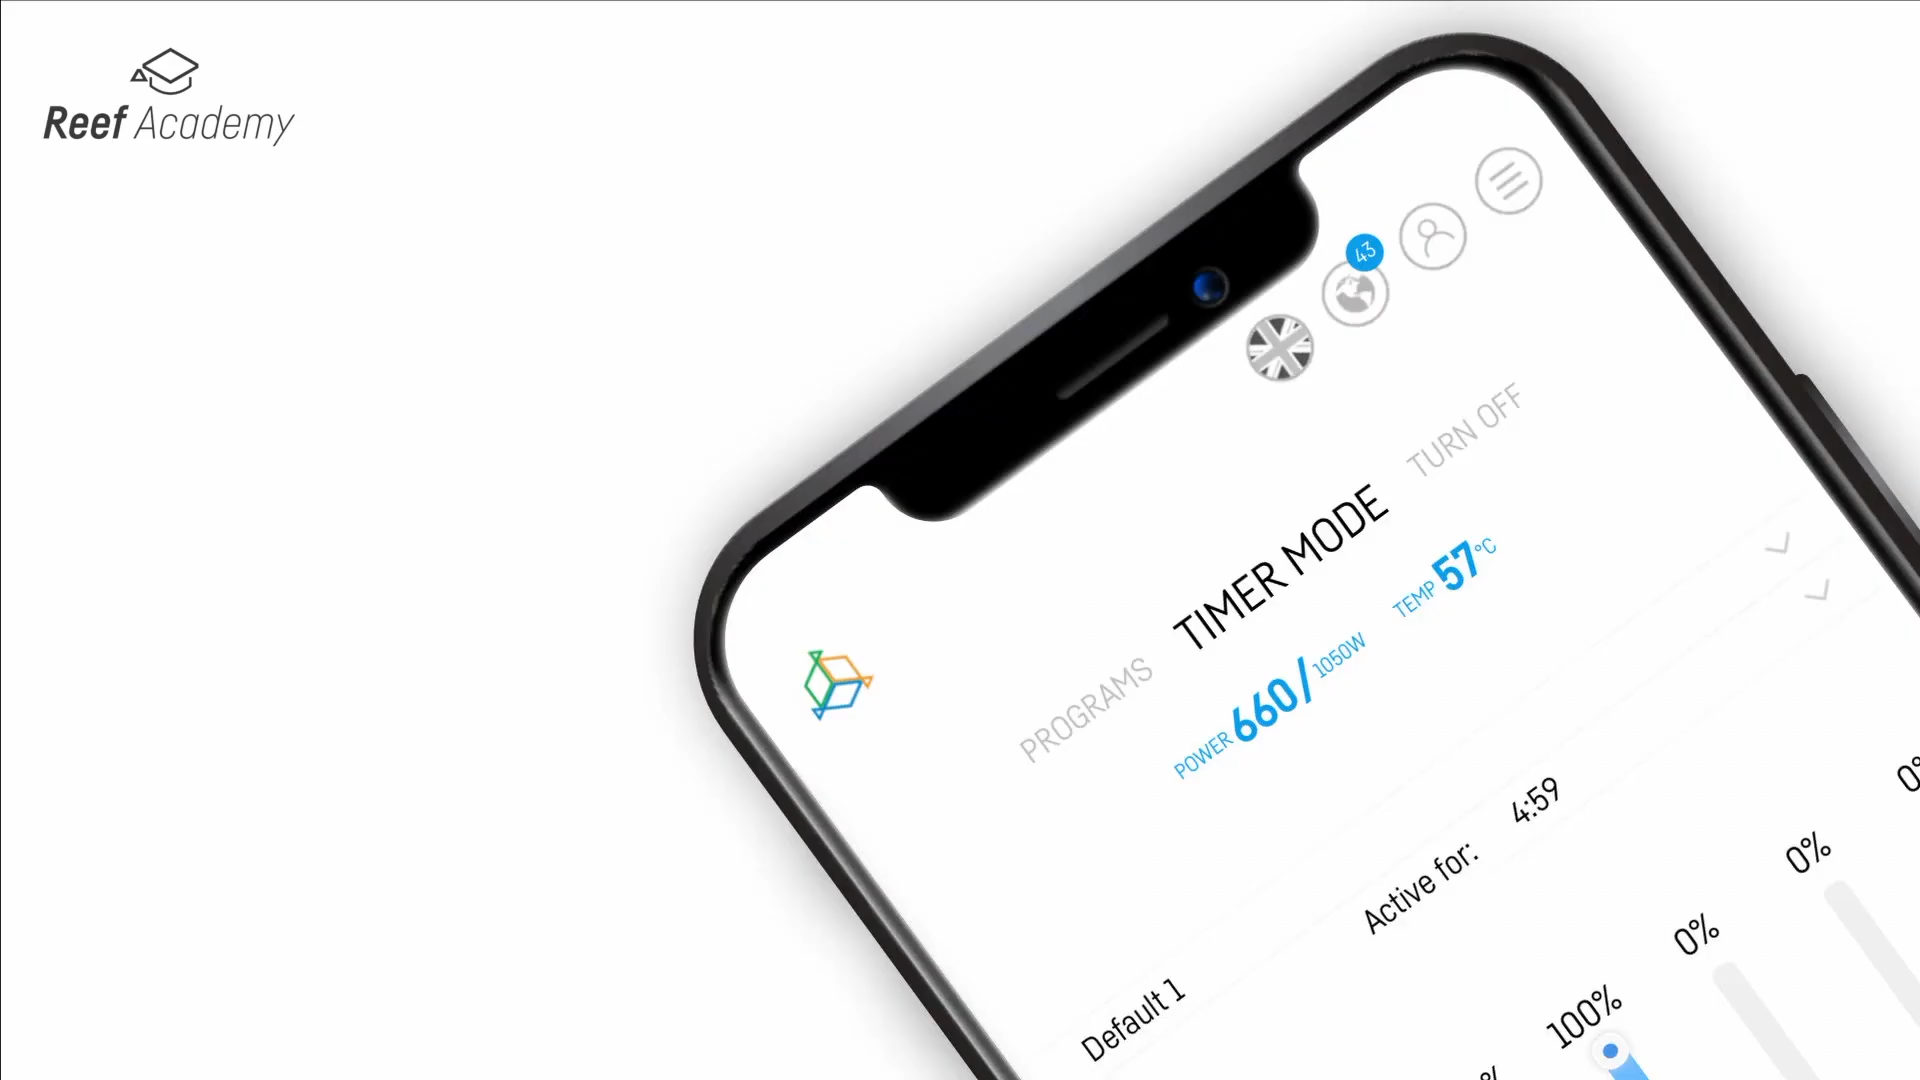 Reef Academy
43
PROGRAMS TIMER MODE TURN OFF
POWER 660/1050W TEMP 57°C
Default 1 Active for: 4:59
100% 0% 0%